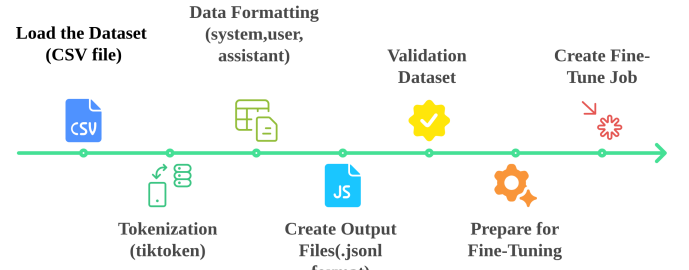 Load the Dataset
(CSV file)
CSV
Tokenization
(tiktoken)
Data Formatting
(system,user,
assistant)
Create Output
Files(.jsonl
format)
JS
Validation
Dataset
Prepare for
Fine-Tuning
Create Fine-
Tune Job